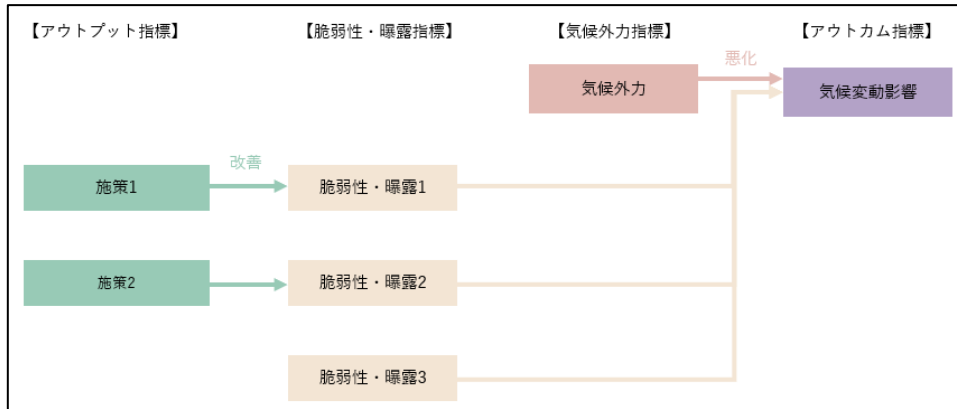 【アウトプット指標】 【脆弱性・曝露指標】 【気候外力指標】 【アウトカム指標】
悪化
気候外力 気候変動影響
改善
施策1 脆弱性・曝露1
施策2 脆弱性・曝露2
脆弱性・曝露3